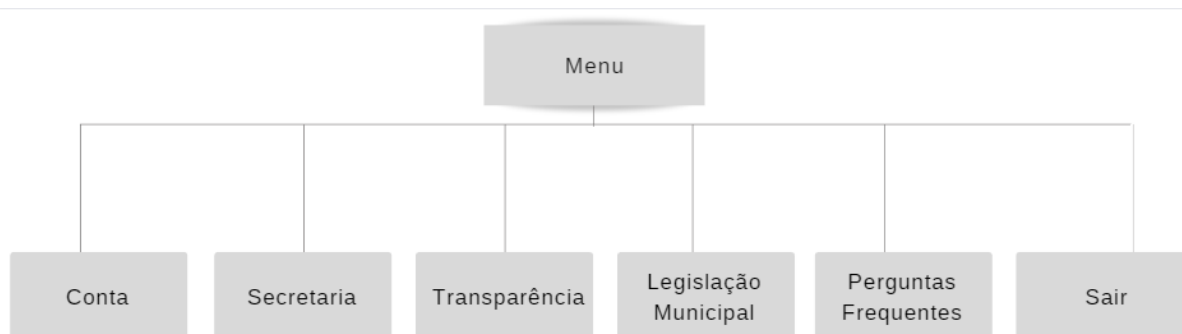 Menu
Conta
Secretaria
Transparência
Legislação
Municipal
Perguntas
Frequentes
Sair